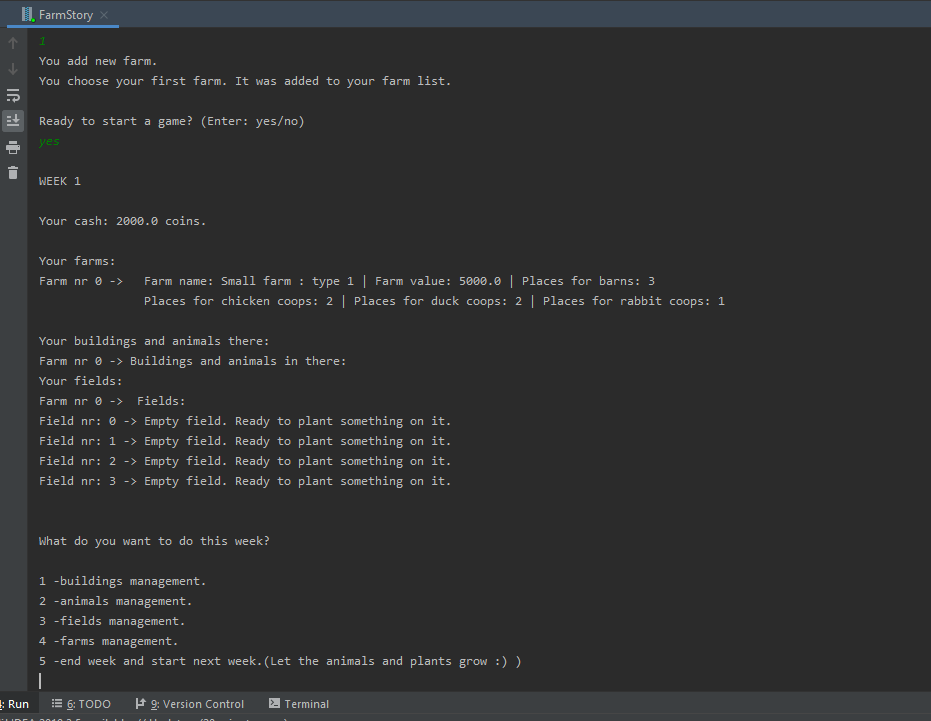 FarmStory
1
You add new farm.
You choose your first farm. It was added to your farm list.
Ready to start a game? (Enter: yes/no)
yes
WEEK 1
Your cash: 2000.0 coins.
Your farms:
Farm nr 0 -> Farm name: Small farm : type 1 | Farm value: 5000.0 | Places for barns: 3
Places for chicken coops: 2 | Places for duck coops: 2 | Places for rabbit coops: 1
Your buildings and animals there:
Farm nr 0 -> Buildings and animals in there:
Your fields:
Farm nr 0 -> Fields:
Field nr: 0 -> Empty field. Ready to plant something on it.
Field nr: 1 -> Empty field. Ready to plant something on it.
Field nr: 2 -> Empty field. Ready to plant something on it.
Field nr: 3 -> Empty field. Ready to plant something on it.
What do you want to do this week?
1 -buildings management.
2 -animals management.
3 -fields management.
4 -farms management.
5 -end week and start next week.(Let the animals and plants grow :) )
Run 6: TODO 9: Version Control Terminal